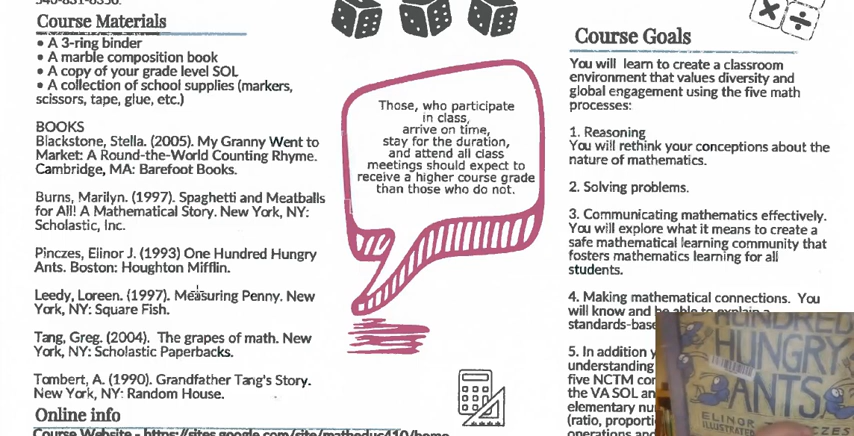 Course Materials
• A 3-ring binder
• A marble composition book
• A copy of your grade level SOL
• A collection of school supplies (markers,
scissors, tape, glue, etc.)
BOOKS
Blackstone, Stella. (2005). My Granny Went to
Market: A Round-the-World Counting Rhyme.
Cambridge, MA: Barefoot Books.
Burns, Marilyn. (1997). Spaghetti and Meatballs
for All! A Mathematical Story. New York, NY:
Scholastic, Inc.
Pinczes, Elinor J. (1993) One Hundred Hungry
Ants. Boston: Houghton Mifflin.
Leedy, Loreen. (1997). Measuring Penny. New
York, NY: Square Fish.
Tang, Greg. (2004). The grapes of math. New
York, NY: Scholastic Paperbacks.
Tombert, A. (1990). Grandfather Tang's Story.
New York, NY: Random House.
Online info
Those, who participate
in class,
arrive on time,
stay for the duration,
and attend all class
meetings should expect to
receive a higher course grade
than those who do not.
Course Goals
You will learn to create a classroom
environment that values diversity and
global engagement using the five math
processes:
1. Reasoning
You will rethink your conceptions about the
nature of mathematics.
2. Solving problems.
3. Communicating mathematics effectively.
You will explore what it means to create a
safe mathematical learning community that
fosters mathematics learning for all
students.
4. Making mathematical connections. You
will know and be able to explain a
5. In addition
understanding
five NCTM
the VA SOL
elementary
HUNDRED
HUNGRY
ANTS
ELINOR